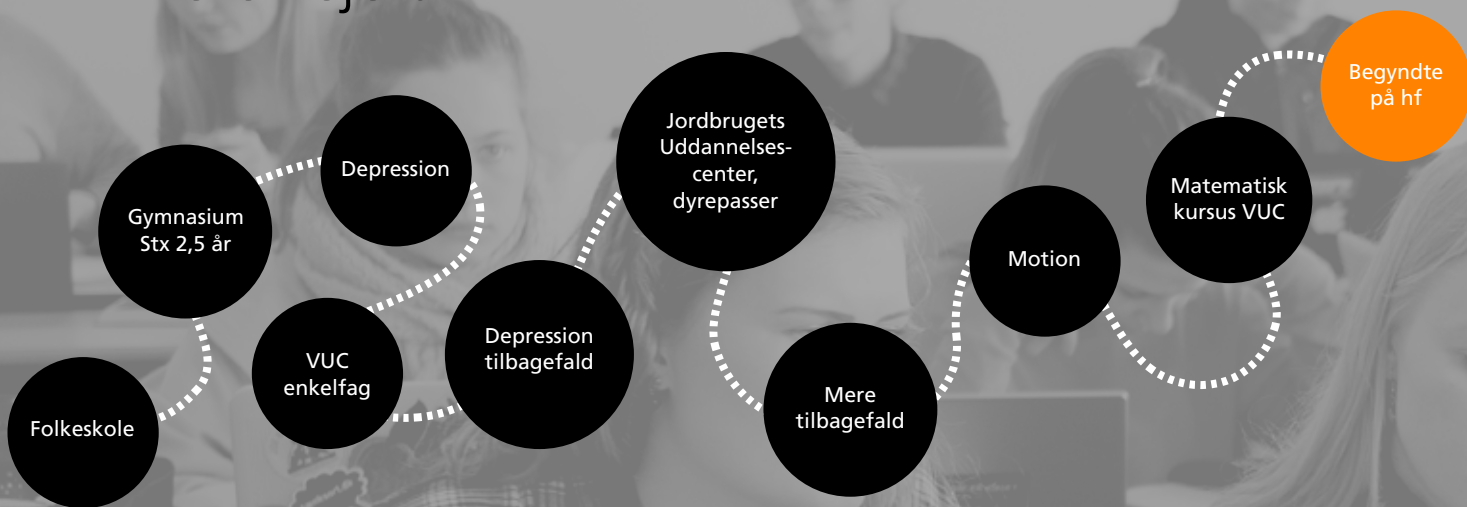 Folkeskole
Gymnasium
Stx 2,5 år
Depression
VUC
enkelfag
Depression
tilbagefald
Jordbrugets
Uddannelses-
center,
dyrepasser
Mere
tilbagefald
Motion
Matematisk
kursus VUC
Begyndte
på hf